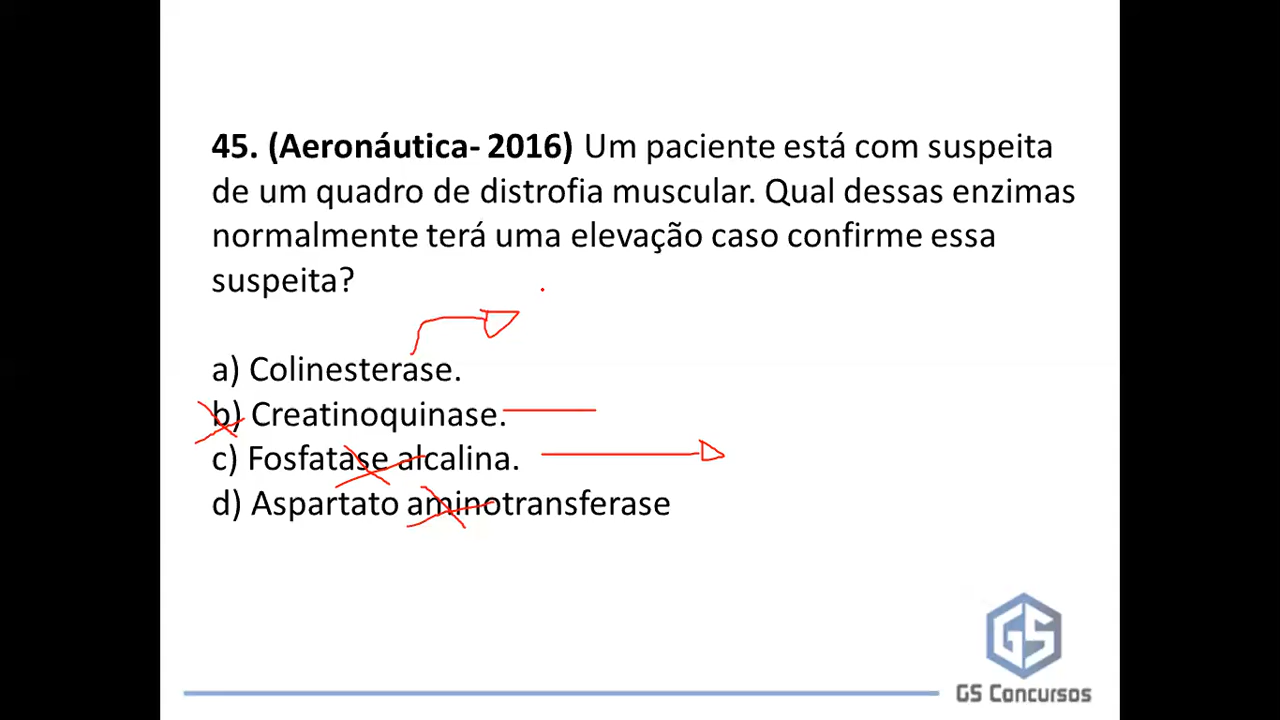 45. (Aeronáutica- 2016) Um paciente está com suspeita
de um quadro de distrofia muscular. Qual dessas enzimas
normalmente terá uma elevação caso confirme essa
suspeita?
a) Colinesterase.
b) Creatinoquinase.
c) Fosfatase alcalina.
d) Aspartato aminotransferase
GS
GS Concursos